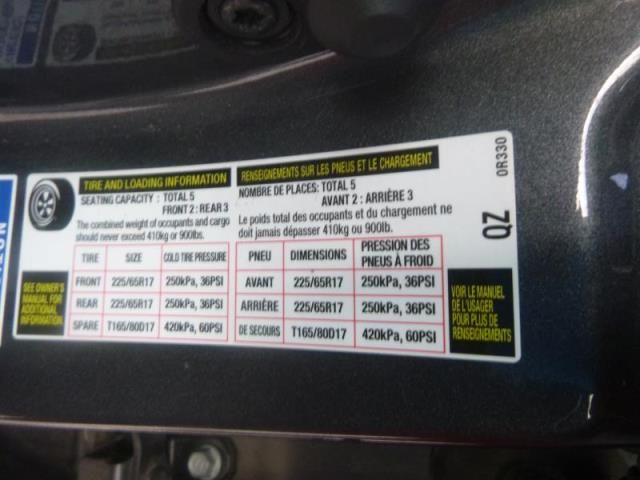 TIRE AND LOADING INFORMATION
SEATING CAPACITY : TOTAL 5
FRONT 2 : REAR 3
The combined weight of occupants and cargo
should never exceed 410kg or 900lbs.
SEE OWNER'S
MANUAL FOR
ADDITIONAL
INFORMATION
TIRE SIZE COLD TIRE PRESSURE
FRONT 225/65R17 250kPa, 36PSI
REAR 225/65R17 250kPa, 36PSI
SPARE T165/80D17 420kPa, 60PSI
RENSEIGNEMENTS SUR LES PNEUS ET LE CHARGEMENT
NOMBRE DE PLACES: TOTAL 5
AVANT 2 : ARRIÈRE 3
Le poids total des occupants et du chargement ne
doit jamais dépasser 410kg ou 900lb.
PNEU DIMENSIONS PRESSION DES
PNEUS À FROID
AVANT 225/65R17 250kPa, 36PSI
ARRIÈRE 225/65R17 250kPa, 36PSI
DE SECOURS T165/80D17 420kPa, 60PSI
VOIR LE MANUEL
DE L'USAGER
POUR PLUS DE
RENSEIGNEMENTS
QZ
0R330